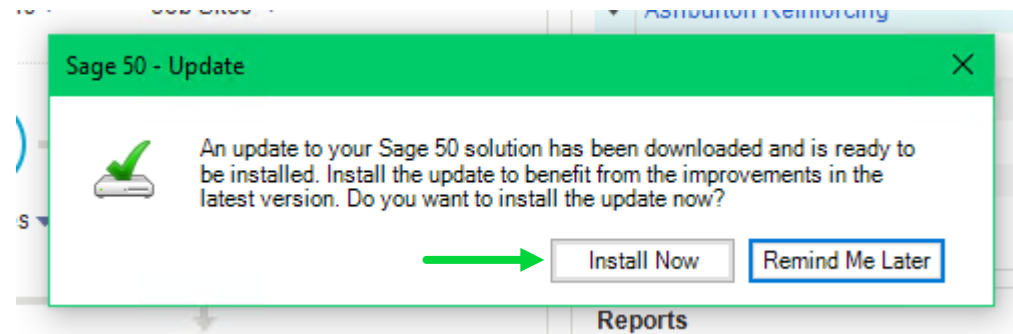 Ashburton Reinforcing
Sage 50 - Update
An update to your Sage 50 solution has been downloaded and is ready to
be installed. Install the update to benefit from the improvements in the
latest version. Do you want to install the update now?
Install Now
Remind Me Later
Reports